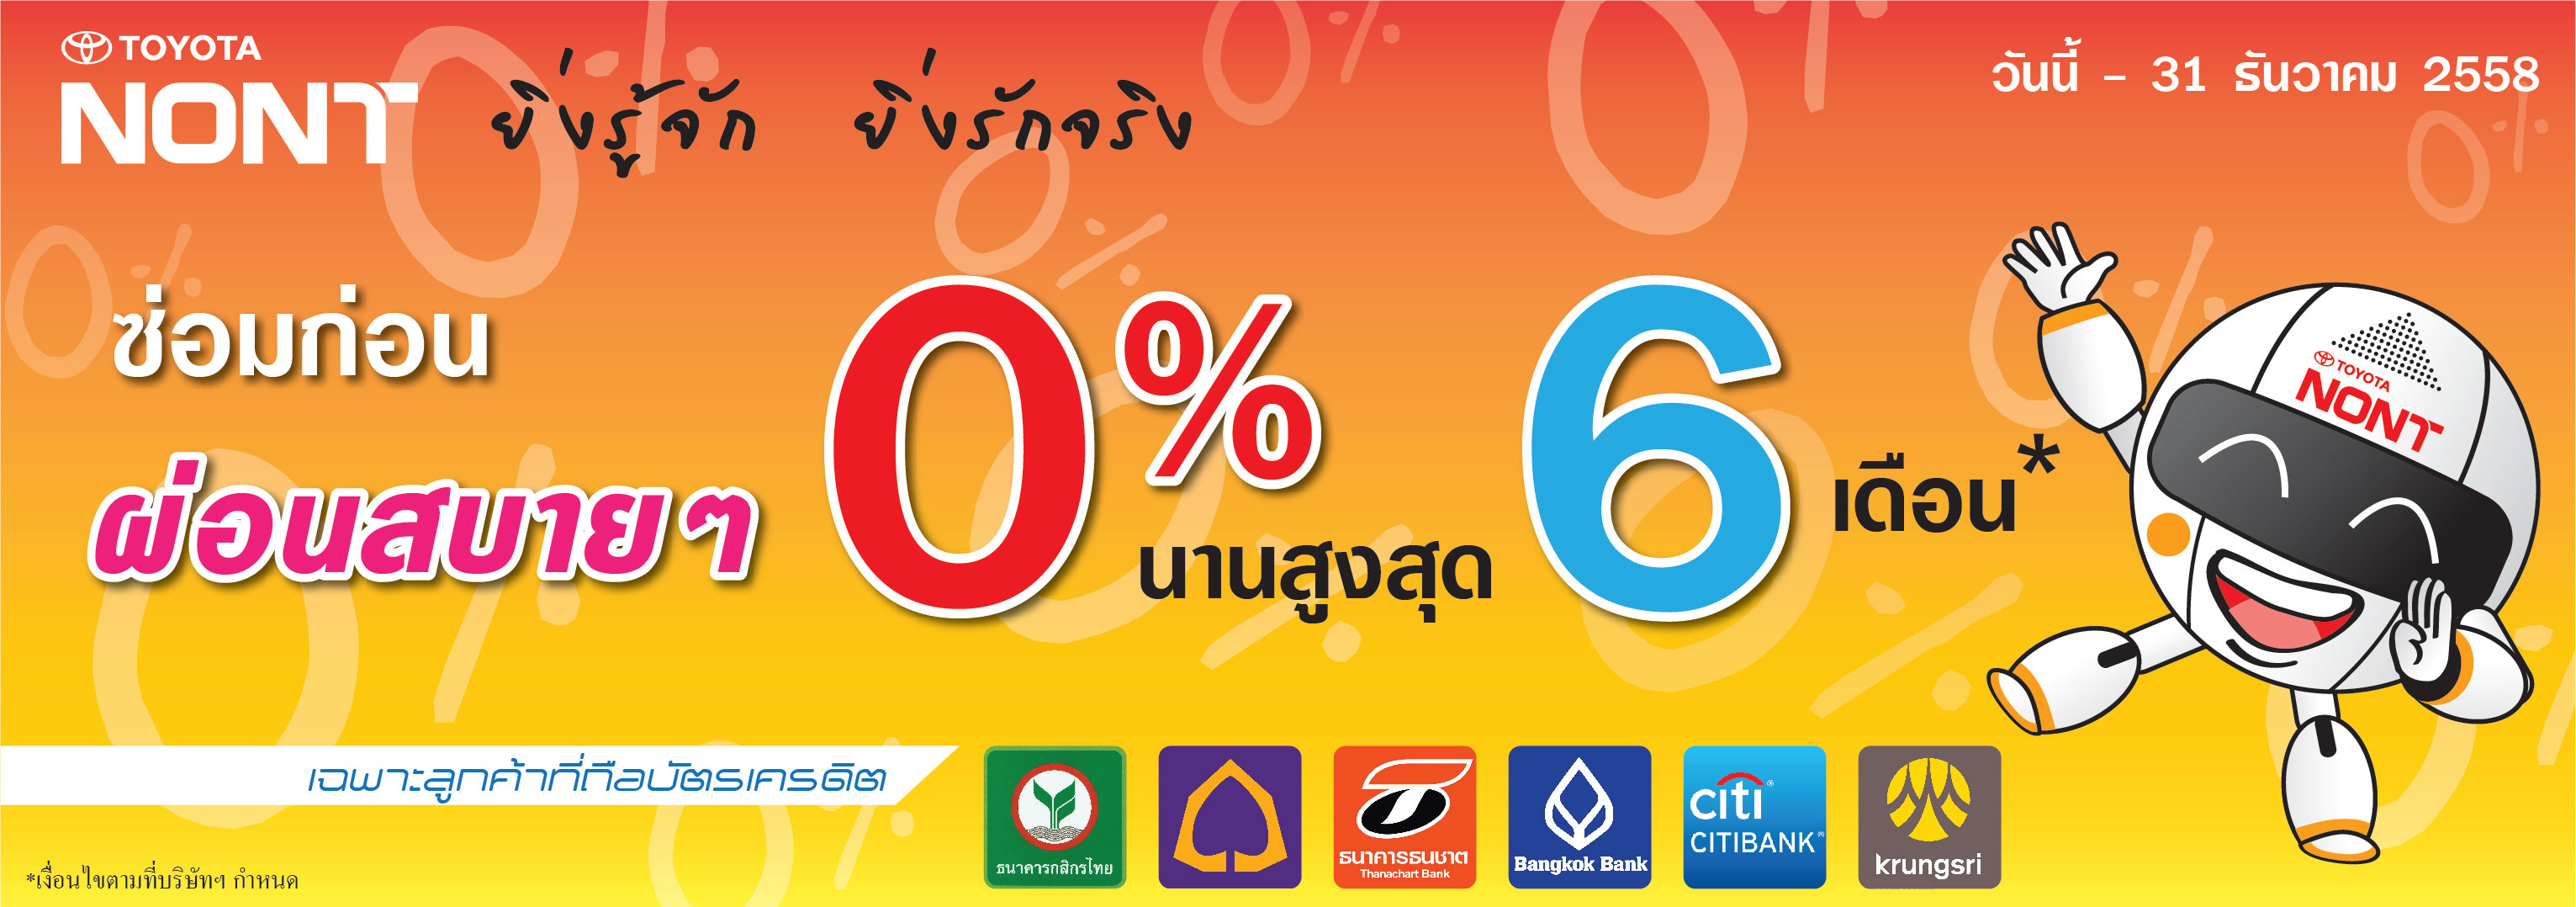 TOYOTA
NONT
ยิ่งรู้จัก ยิ่งรักจริง
วันนี้ - 31 ธันวาคม 2558
ซ่อมก่อน
ผ่อนสบายๆ
0% นานสูงสุด 6 เดือน*
TOYOTA
NONT
เฉพาะลูกค้าที่ถือบัตรเครดิต
ธนาคารกสิกรไทย
ธนาคารธนชาต
Thanachart Bank
Bangkok Bank
citi
CITIBANK
krungsri
*เงื่อนไขตามที่บริษัทฯ กำหนด